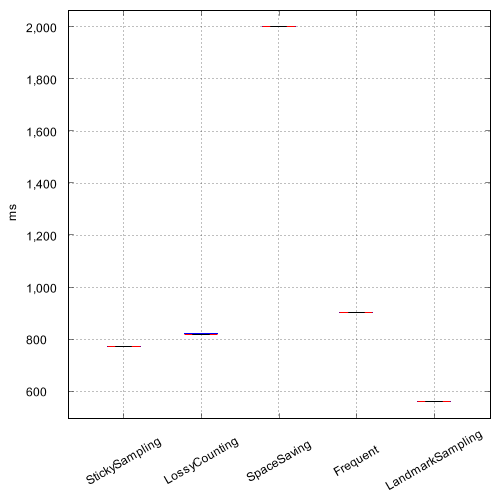 2,000
1,800
1,600
1,400
1,200
1,000
800
600
ms
StickySampling
LossyCounting
SpaceSaving
Frequent
LandmarkSampling